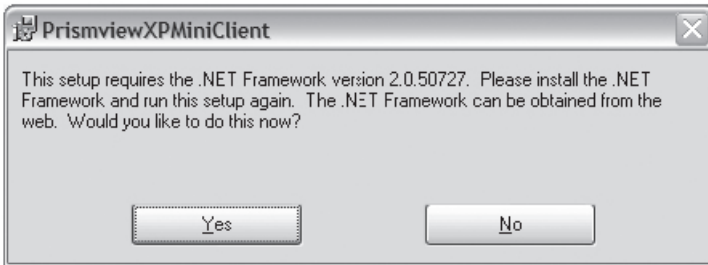 PrismviewXPMiniClient
This setup requires the .NET Framework version 2.0.50727. Please install the .NET
Framework and run this setup again. The .NET Framework can be obtained from the
web. Would you like to do this now?
Yes
No